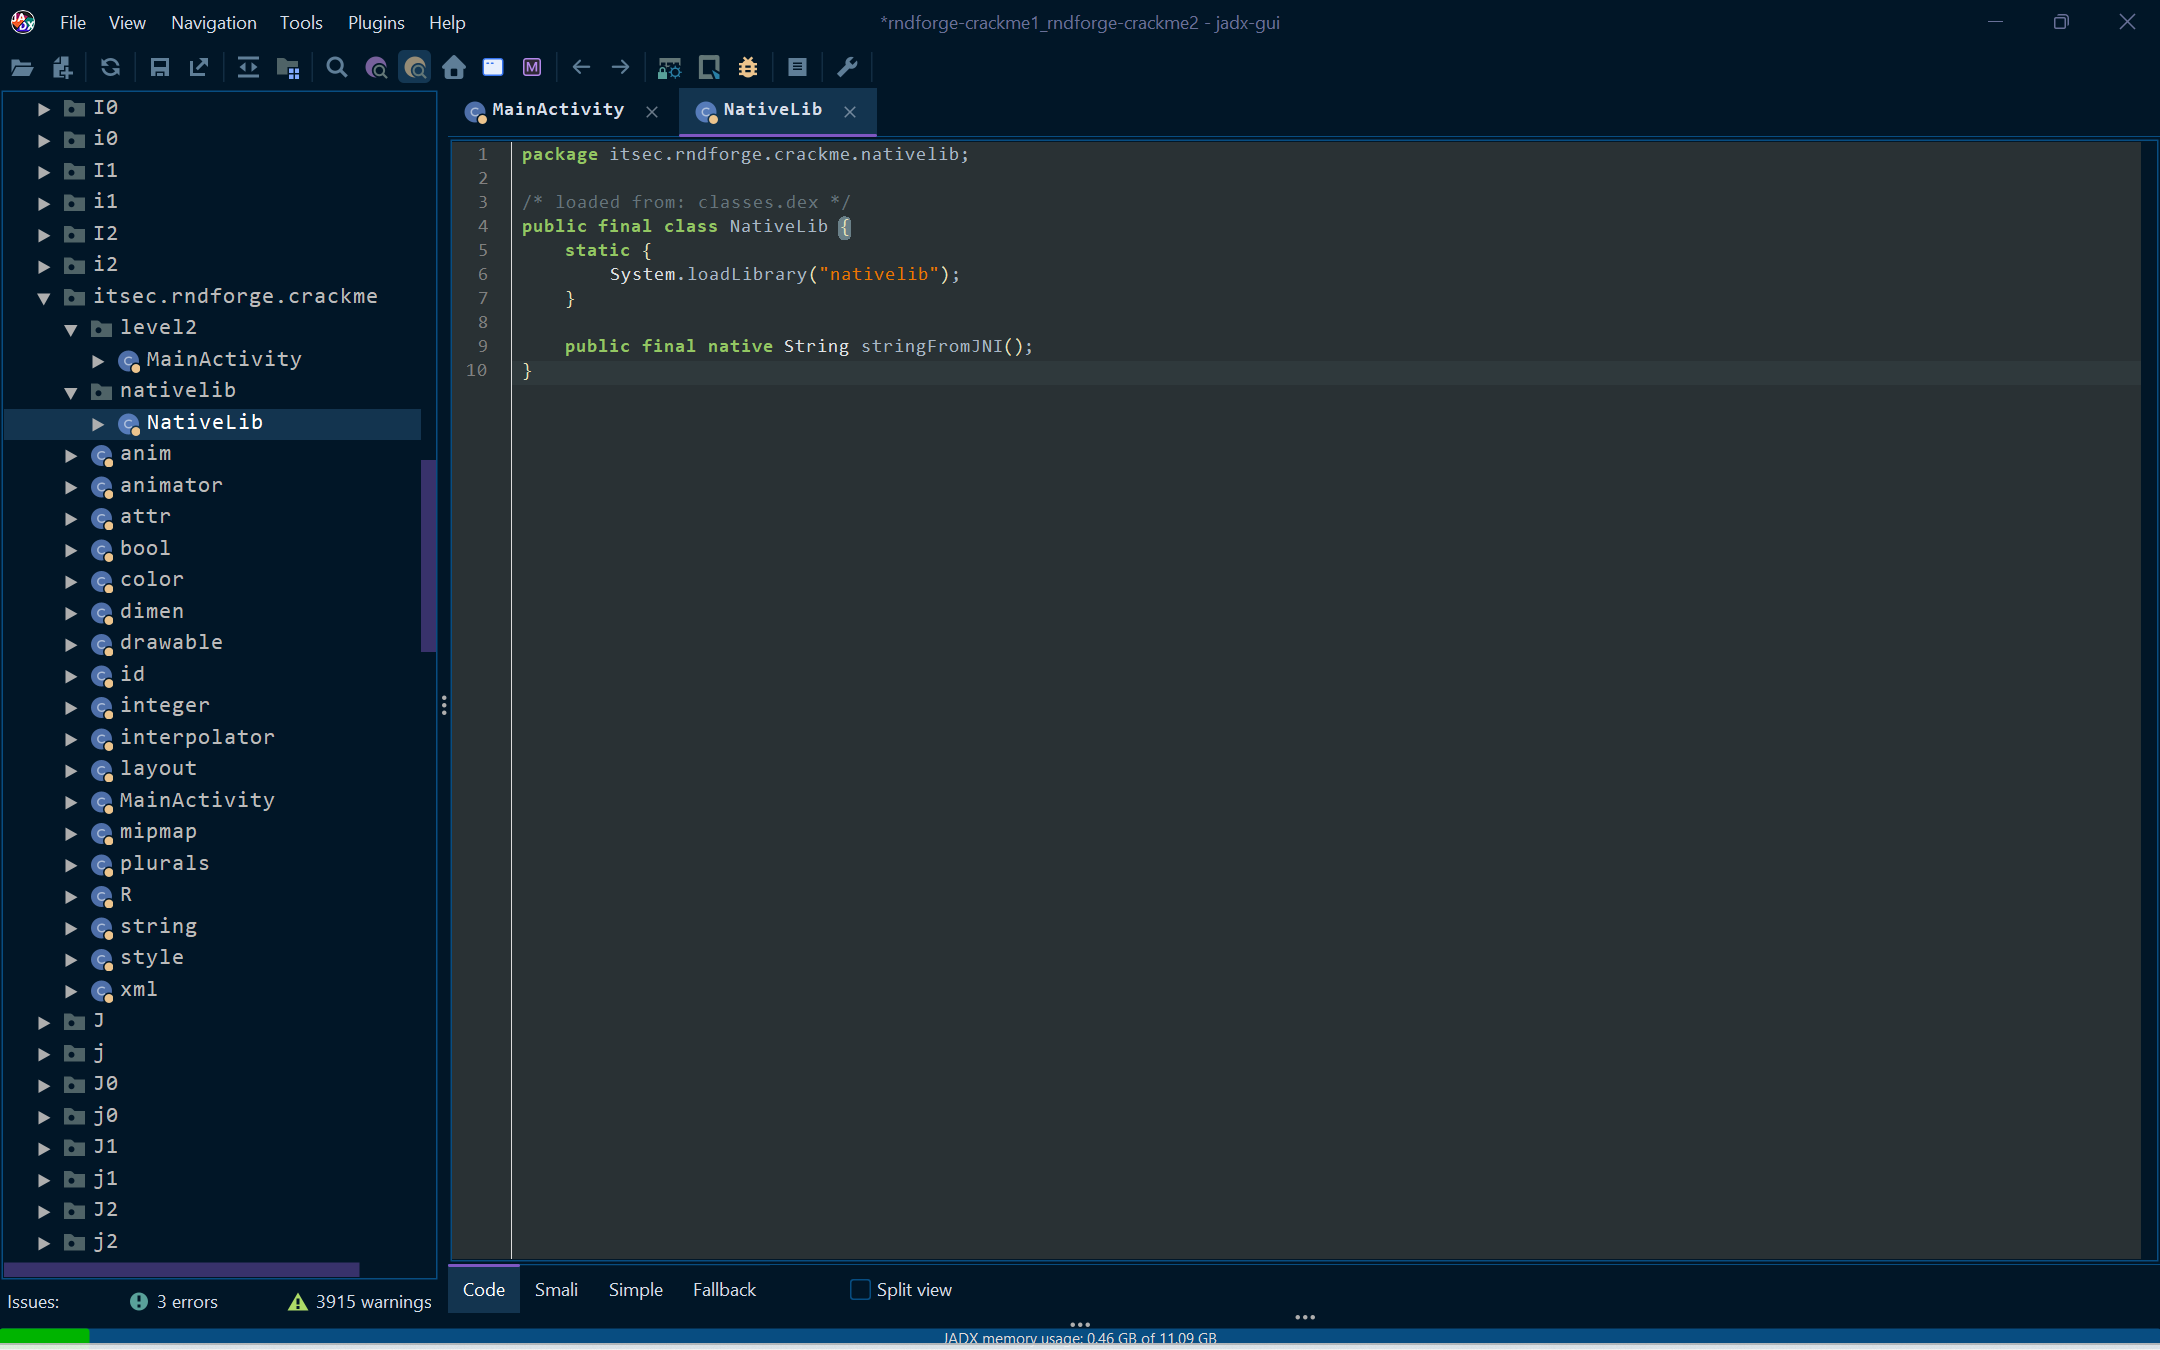 File View Navigation Tools Plugins Help
*rndforge-crackme1_rndforge-crackme2 - jadx-gui
I0
i0
I1
i1
I2
i2
itsec.rndforge.crackme
level2
MainActivity
nativelib
NativeLib
anim
animator
attr
bool
color
dimen
drawable
id
integer
interpolator
layout
MainActivity
mipmap
plurals
R
string
style
xml
J
j
J0
j0
J1
j1
J2
j2
Issues: 3 errors 3915 warnings
MainActivity NativeLib
1 package itsec.rndforge.crackme.nativelib;
2
3 /* loaded from: classes.dex */
4 public final class NativeLib {
5 static {
6 System.loadLibrary("nativelib");
7 }
8
9 public final native String stringFromJNI();
10 }
Code Smali Simple Fallback Split view
JADX memory usage: 0.46 GB of 11.09 GB